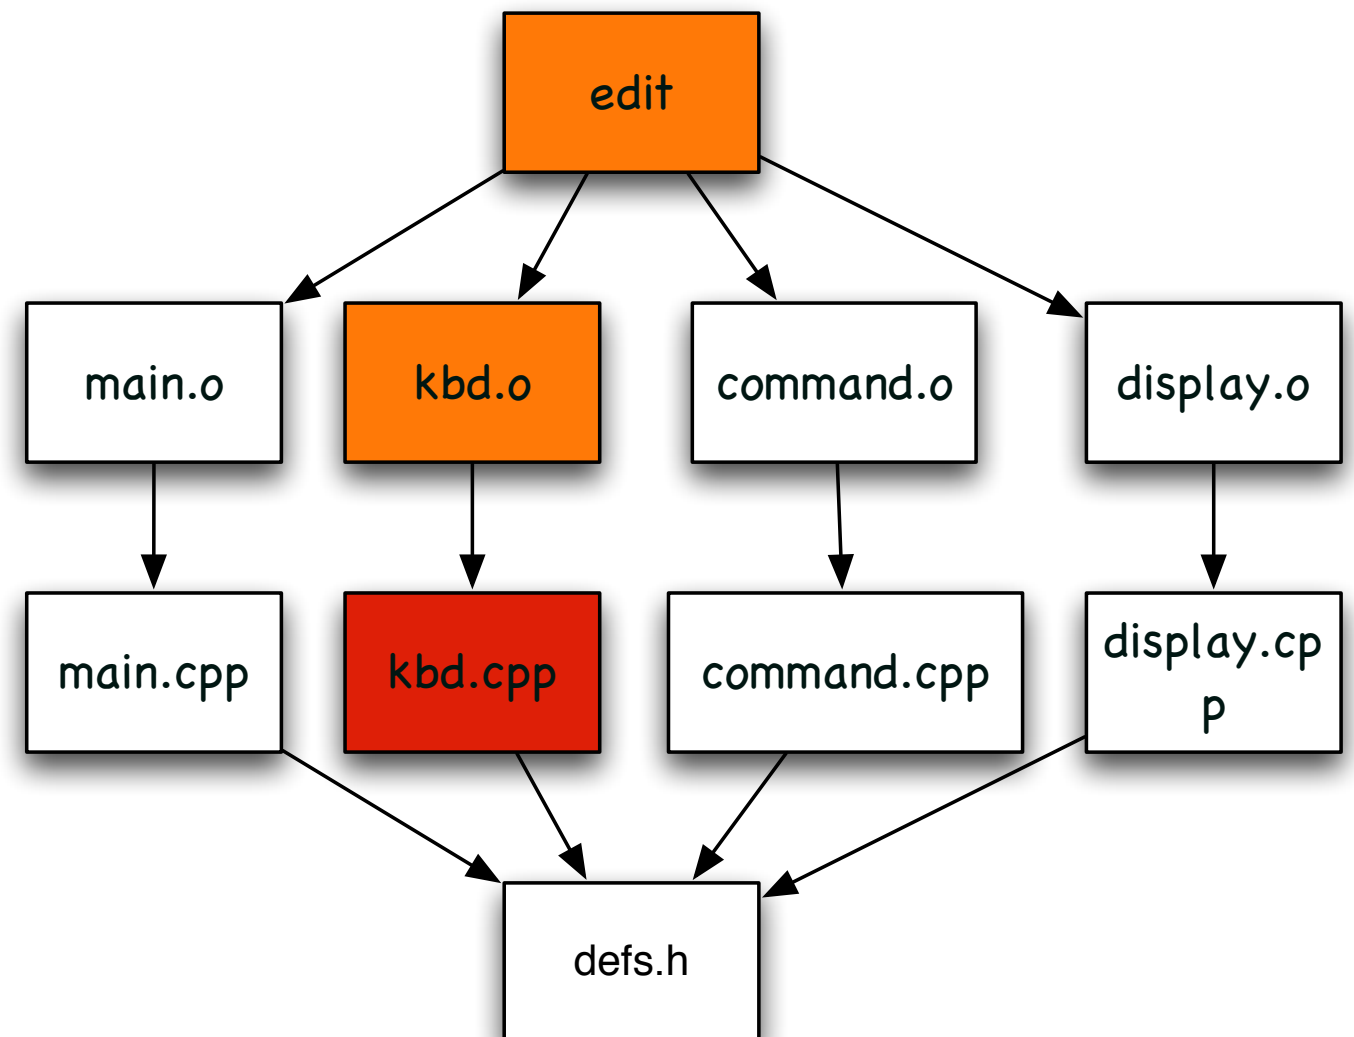 edit
main.o
kbd.o
command.o
display.o
main.cpp
kbd.cpp
command.cpp
display.cp
p
defs.h